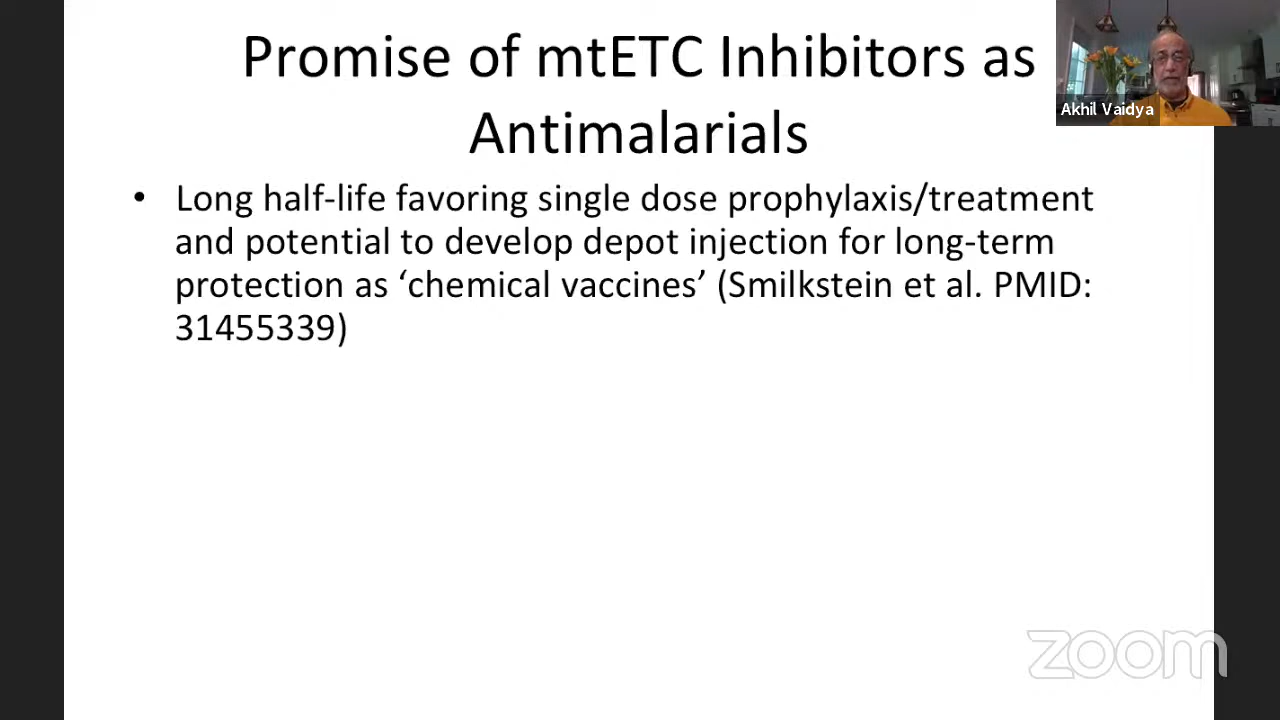 Promise of mtETC Inhibitors as
Antimalarials
Akhil Vaidya
• Long half-life favoring single dose prophylaxis/treatment
and potential to develop depot injection for long-term
protection as ‘chemical vaccines’ (Smilkstein et al. PMID:
31455339)
zoom